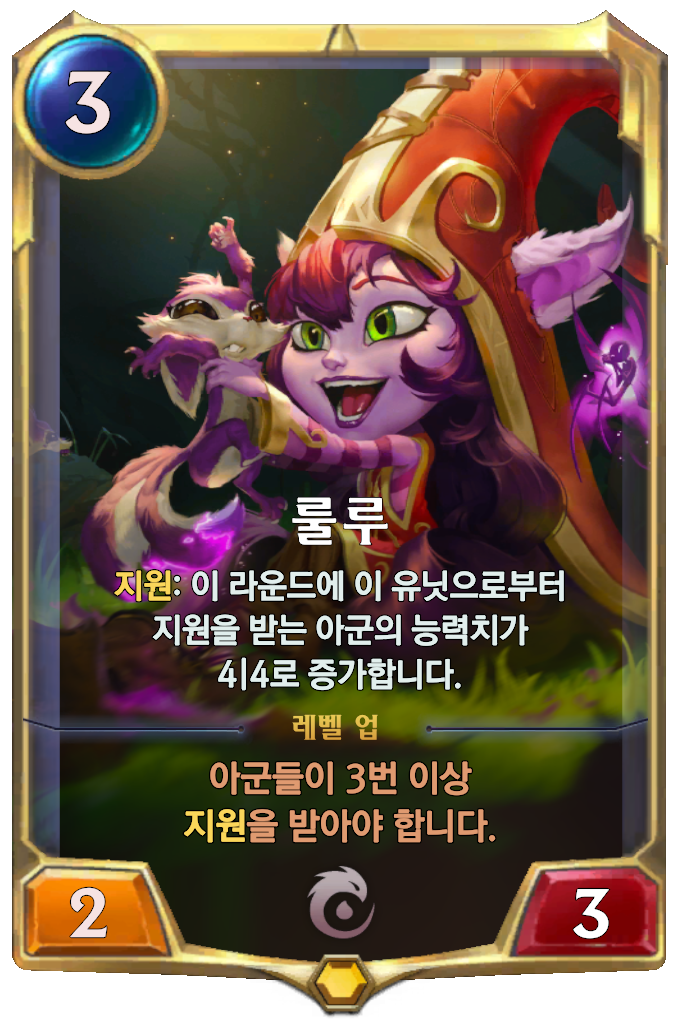 3
룰루
지원: 이 라운드에 이 유닛으로부터
지원을 받는 아군의 능력치가
4|4로 증가합니다.
레벨 업
아군들이 3번 이상
지원을 받아야 합니다.
2
3